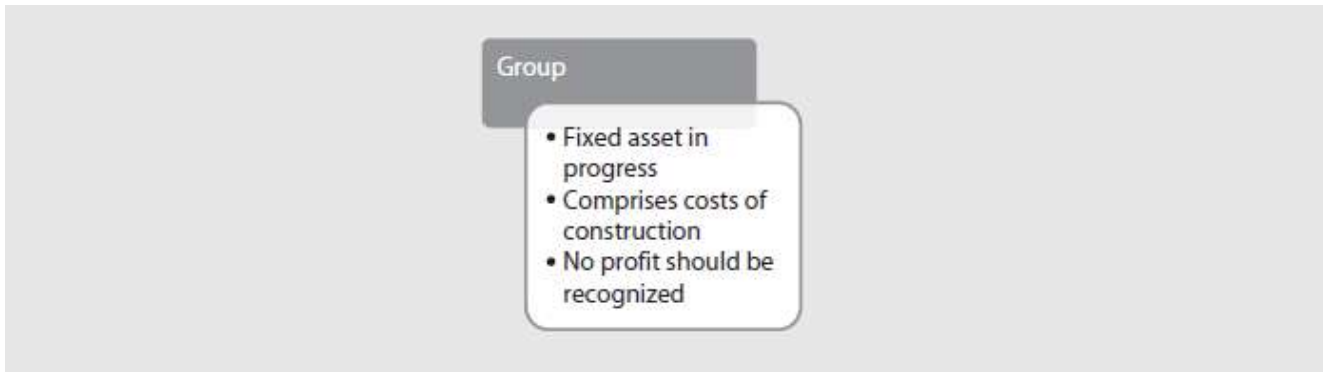 Group
• Fixed asset in
progress
• Comprises costs of
construction
• No profit should be
recognized